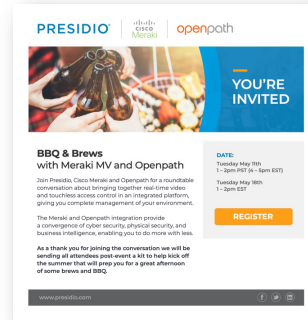 PRESIDIO®
cisco
Meraki
openpath
YOU'RE
INVITED
BBQ & Brews
with Meraki MV and Openpath
Join Presidio, Cisco Meraki and Openpath for a roundtable
conversation about bringing together real-time video
and touchless access control in an integrated platform,
giving you complete management of your environment.
The Meraki and Openpath integration provide
a convergence of cyber security, physical security, and
business intelligence, enabling you to do more with less.
As a thank you for joining the conversation we will be
sending all attendees post-event a kit to help kick off
the summer that will prep you for a great afternoon
of some brews and BBQ.
DATE:
Tuesday May 11th
1 – 2pm PST (4 – 5pm EST)
Tuesday May 18th
1 – 2pm EST
REGISTER
www.presidio.com